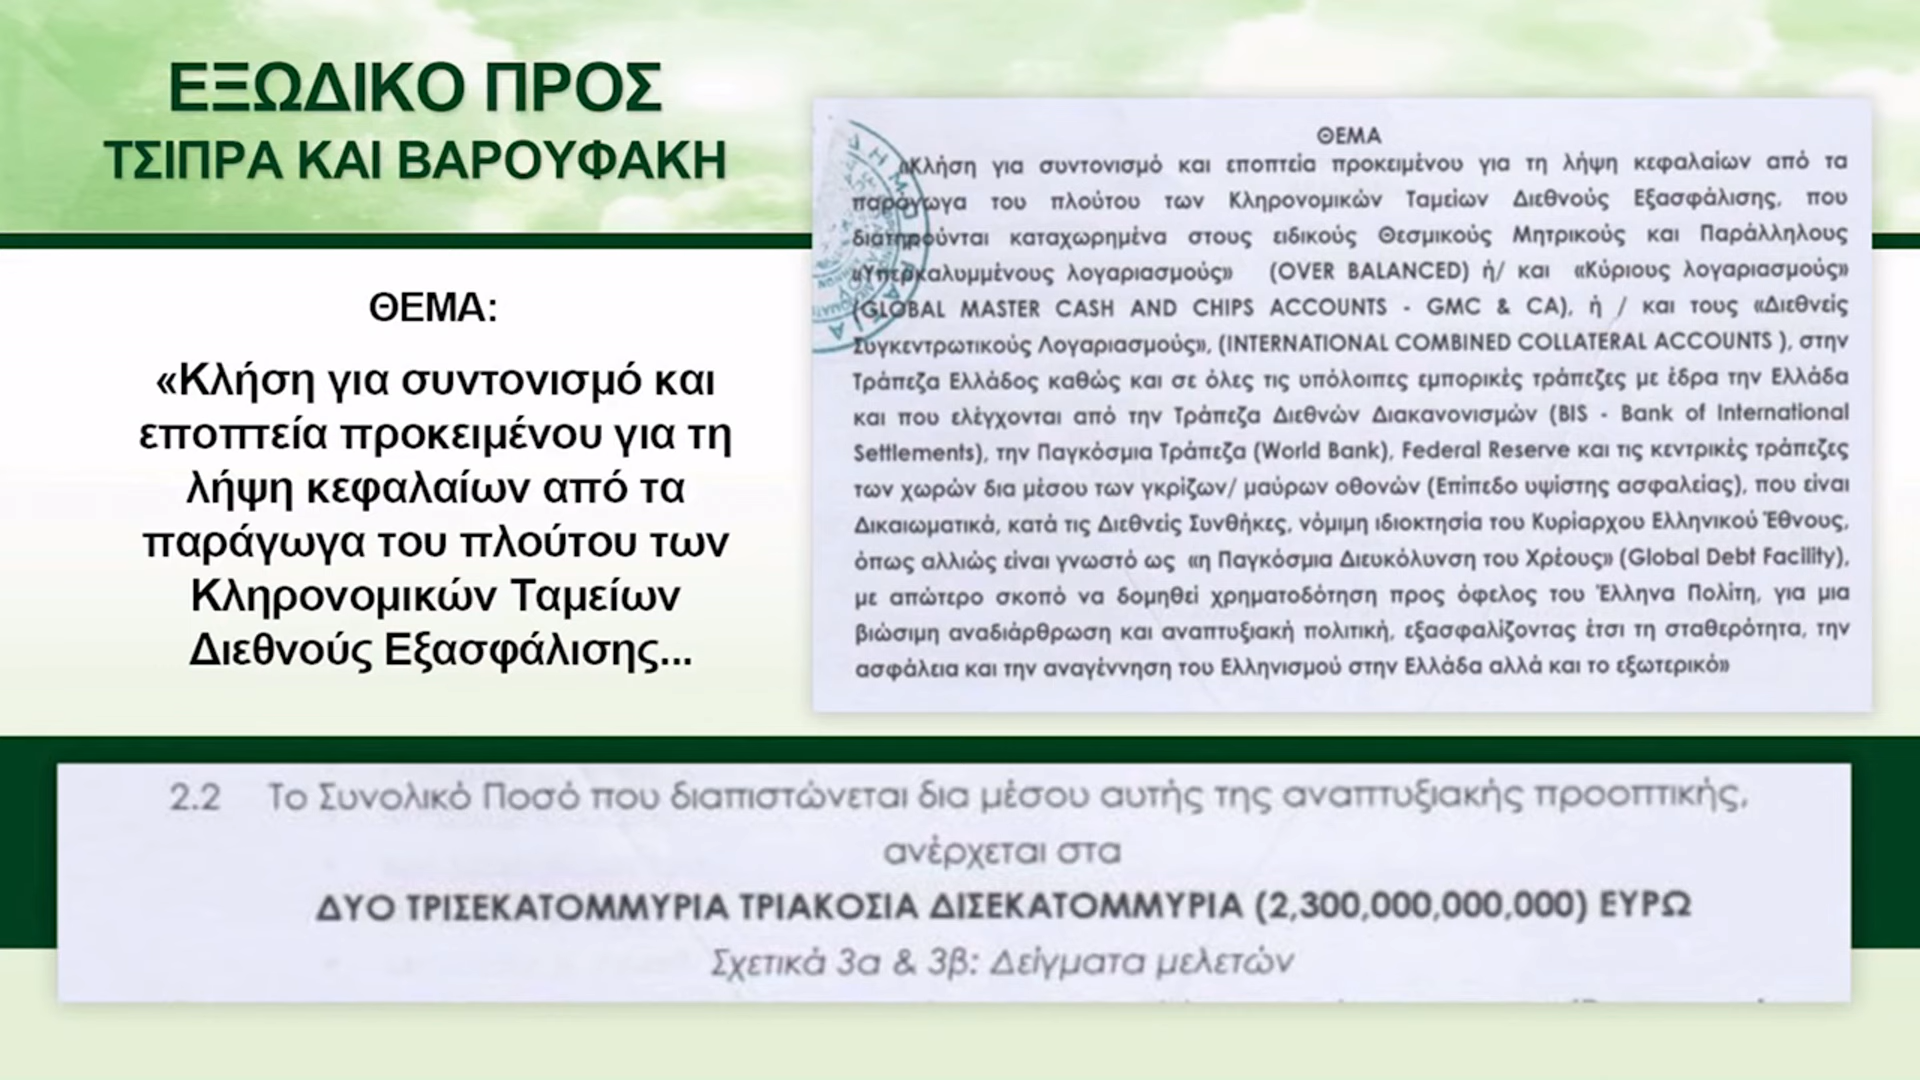 ΕΞΩΔΙΚΟ ΠΡΟΣ
ΤΣΙΠΡΑ ΚΑΙ ΒΑΡΟΥΦΑΚΗ
ΘΕΜΑ:
«Κλήση για συντονισμό και
εποπτεία προκειμένου για τη
λήψη κεφαλαίων από τα
παράγωγα του πλούτου των
Κληρονομικών Ταμείων
Διεθνούς Εξασφάλισης...
ΘΕΜΑ
«Κλήση για συντονισμό και εποπτεία προκειμένου για τη λήψη κεφαλαίων από τα
παράγωγα του πλούτου των Κληρονομικών Ταμείων Διεθνούς Εξασφάλισης, που
διατηρούνται καταχωρημένα στους ειδικούς Θεσμικούς Μητρικούς και Παράλληλους
«Υπερκαλυμμένους λογαριασμούς» (OVER BALANCED) ή/ και «Κύριους λογαριασμούς»
(GLOBAL MASTER CASH AND CHIPS ACCOUNTS - GMC & CA), ή / και τους «Διεθνείς
Συγκεντρωτικούς Λογαριασμούς», (INTERNATIONAL COMBINED COLLATERAL ACCOUNTS ), στην
Τράπεζα Ελλάδος καθώς και σε όλες τις υπόλοιπες εμπορικές τράπεζες με έδρα την Ελλάδα
και που ελέγχονται από την Τράπεζα Διεθνών Διακανονισμών (BIS - Bank of International
Settlements), την Παγκόσμια Τράπεζα (World Bank), Federal Reserve και τις κεντρικές τράπεζες
των χωρών δια μέσου των γκρίζων/ μαύρων οθονών (Επίπεδο υψίστης ασφαλείας), που είναι
Δικαιωματικά, κατά τις Διεθνείς Συνθήκες, νόμιμη ιδιοκτησία του Κυρίαρχου Ελληνικού Έθνους,
όπως αλλιώς είναι γνωστό ως «η Παγκόσμια Διευκόλυνση του Χρέους» (Global Debt Facility),
με απώτερο σκοπό να δομηθεί χρηματοδότηση προς όφελος του Έλληνα Πολίτη, για μια
βιώσιμη αναδιάρθρωση και αναπτυξιακή πολιτική, εξασφαλίζοντας έτσι τη σταθερότητα, την
ασφάλεια και την αναγέννηση του Ελληνισμού στην Ελλάδα αλλά και το εξωτερικό»
2.2 Το Συνολικό Ποσό που διαπιστώνεται δια μέσου αυτής της αναπτυξιακής προοπτικής,
ανέρχεται στα
ΔΥΟ ΤΡΙΣΕΚΑΤΟΜΜΥΡΙΑ ΤΡΙΑΚΟΣΙΑ ΔΙΣΕΚΑΤΟΜΜΥΡΙΑ (2,300,000,000,000) ΕΥΡΩ
Σχετικά 3α & 3β: Δείγματα μελετών